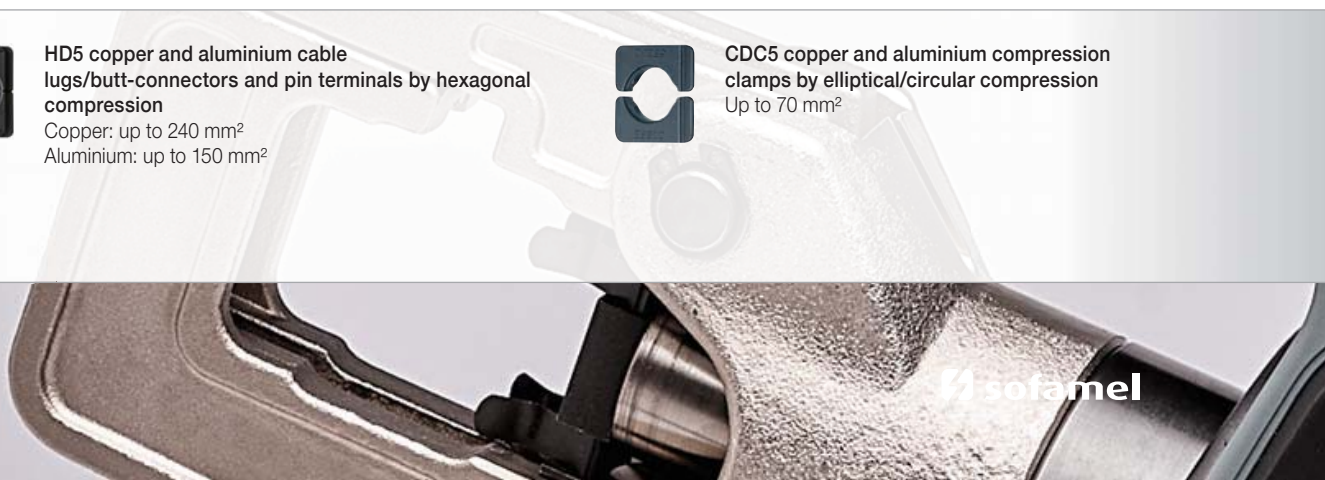 HD5 copper and aluminium cable
lugs/butt-connectors and pin terminals by hexagonal
compression
Copper: up to 240 mm²
Aluminium: up to 150 mm²
CDC5 copper and aluminium compression
clamps by elliptical/circular compression
Up to 70 mm²
sofamel